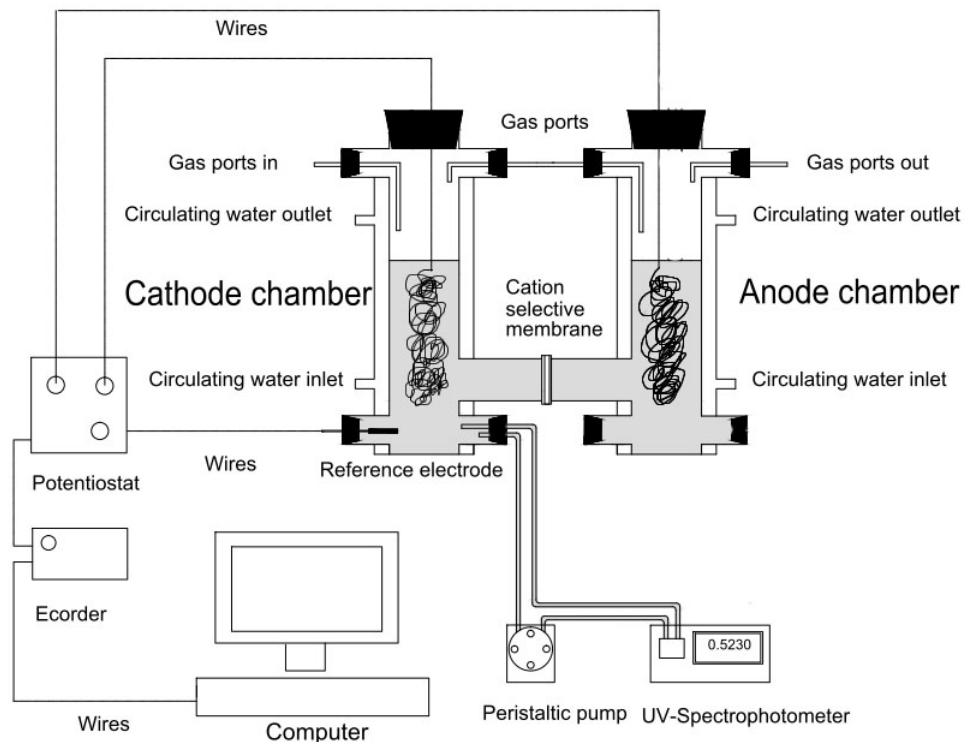 Wires
Gas ports
Gas ports in
Gas ports out
Circulating water outlet
Circulating water outlet
Cathode chamber
Cation
selective
membrane
Anode chamber
Circulating water inlet
Circulating water inlet
Wires
Reference electrode
Potentiostat
Ecorder
0.5230
Wires
Computer
Peristaltic pump
UV-Spectrophotometer